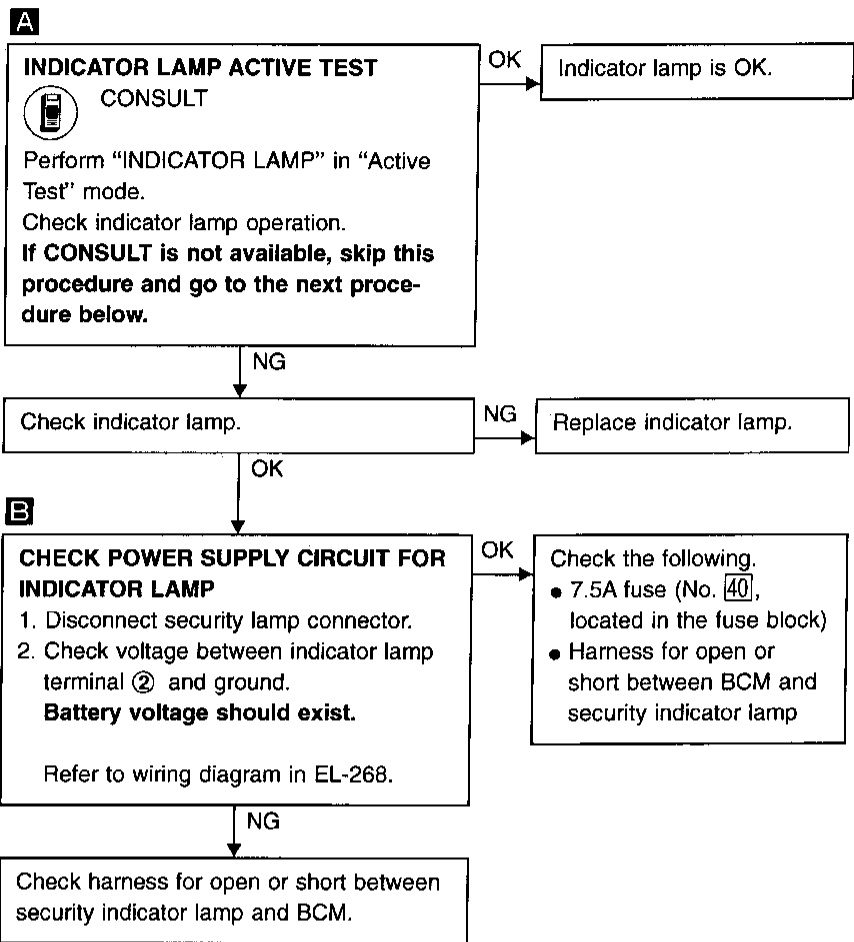 A
INDICATOR LAMP ACTIVE TEST
CONSULT
Perform “INDICATOR LAMP” in “Active
Test” mode.
Check indicator lamp operation.
If CONSULT is not available, skip this
procedure and go to the next proce-
dure below.
OK
Indicator lamp is OK.
NG
Check indicator lamp.
NG
Replace indicator lamp.
OK
B
CHECK POWER SUPPLY CIRCUIT FOR
INDICATOR LAMP
1. Disconnect security lamp connector.
2. Check voltage between indicator lamp
terminal ② and ground.
Battery voltage should exist.
Refer to wiring diagram in EL-268.
OK
Check the following.
● 7.5A fuse (No. 40,
located in the fuse block)
● Harness for open or
short between BCM and
security indicator lamp
NG
Check harness for open or short between
security indicator lamp and BCM.